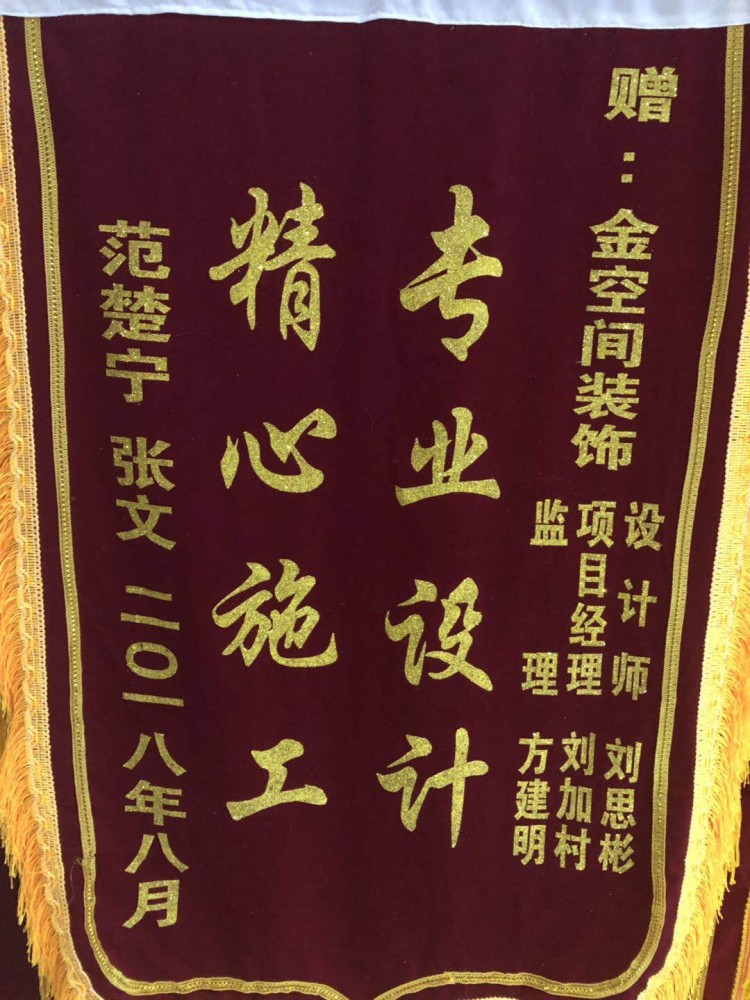 赠：金空间装饰
设计师 刘思彬
项目经理 刘加村
监理 方建明
专业设计
精心施工
范楚宁 张文 二〇一八年八月